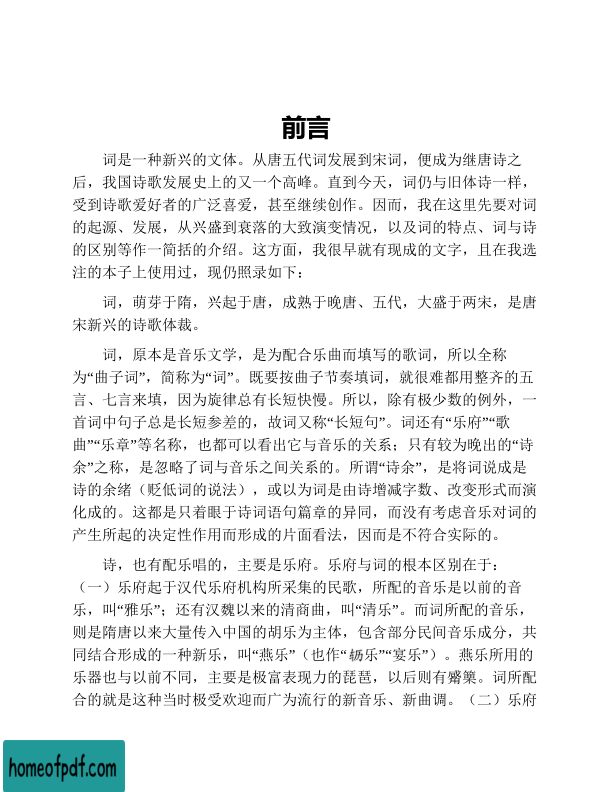 前言
词是一种新兴的文体。从唐五代词发展到宋词，便成为继唐诗之
后，我国诗歌发展史上的又一个高峰。直到今天，词仍与旧体诗一样，
受到诗歌爱好者的广泛喜爱，甚至继续创作。因而，我在这里先要对词
的起源、发展，从兴盛到衰落的大致演变情况，以及词的特点、词与诗
的区别等作一简括的介绍。这方面，我很早就有现成的文字，且在我选
注的本子上使用过，现仍照录如下：
词，萌芽于隋，兴起于唐，成熟于晚唐、五代，大盛于两宋，是唐
宋新兴的诗歌体裁。
词，原本是音乐文学，是为配合乐曲而填写的歌词，所以全称
为“曲子词”，简称为“词”。既要按曲子节奏填词，就很难都用整齐的五
言、七言来填，因为旋律总有长短快慢。所以，除有极少数的例外，一
首词中句子总是长短参差的，故词又称“长短句”。词还有“乐府”“歌
曲”“乐章”等名称，也都可以看出它与音乐的关系；只有较为晚出的“诗
余”之称，是忽略了词与音乐之间关系的。所谓“诗余”，是将词说成是
诗的余绪（贬低词的说法），或以为词是由诗增减字数、改变形式而演
化成的。这都是只着眼于诗词语句篇章的异同，而没有考虑音乐对词的
产生所起的决定性作用而形成的片面看法，因而是不符合实际的。
诗，也有配乐唱的，主要是乐府。乐府与词的根本区别在于：
（一）乐府起于汉代乐府机构所采集的民歌，所配的音乐是以前的音
乐，叫“雅乐”；还有汉魏以来的清商曲，叫“清乐”。而词所配的音乐，
则是隋唐以来大量传入中国的胡乐为主体，包含部分民间音乐成分，共
同结合形成的一种新乐，叫“燕乐”（也作“䜩乐”“宴乐”）。燕乐所用的
乐器也与以前不同，主要是极富表现力的琵琶，以后则有觱篥。词所配
合的就是这种当时极受欢迎而广为流行的新音乐、新曲调。（二）乐府
homeofpdf.com